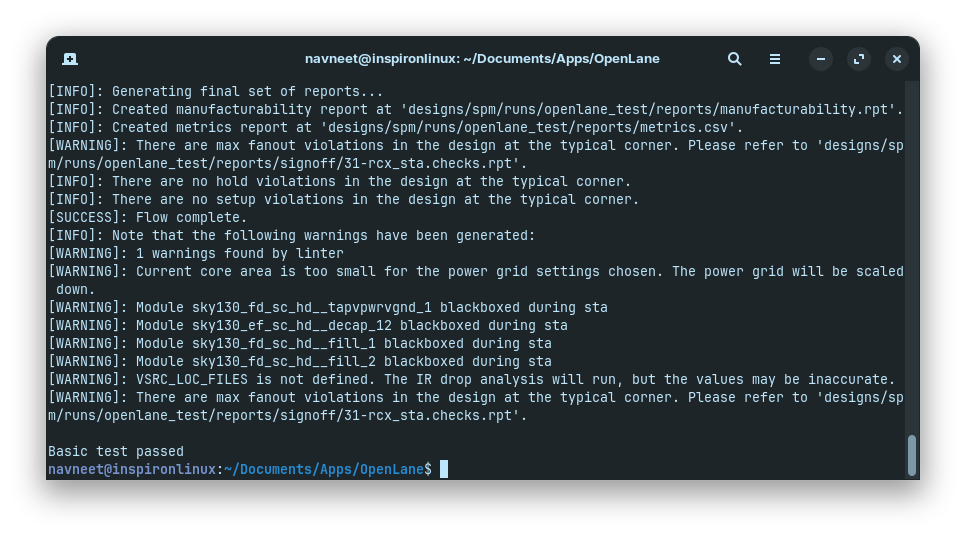 navneet@inspironlinux: ~/Documents/Apps/OpenLane
[INFO]: Generating final set of reports...
[INFO]: Created manufacturability report at 'designs/spm/runs/openlane_test/reports/manufacturability.rpt'.
[INFO]: Created metrics report at 'designs/spm/runs/openlane_test/reports/metrics.csv'.
[WARNING]: There are max fanout violations in the design at the typical corner. Please refer to 'designs/sp
m/runs/openlane_test/reports/signoff/31-rcx_sta.checks.rpt'.
[INFO]: There are no hold violations in the design at the typical corner.
[INFO]: There are no setup violations in the design at the typical corner.
[SUCCESS]: Flow complete.
[INFO]: Note that the following warnings have been generated:
[WARNING]: 1 warnings found by linter
[WARNING]: Current core area is too small for the power grid settings chosen. The power grid will be scaled
 down.
[WARNING]: Module sky130_fd_sc_hd__tapvpwrvgnd_1 blackboxed during sta
[WARNING]: Module sky130_ef_sc_hd__decap_12 blackboxed during sta
[WARNING]: Module sky130_fd_sc_hd__fill_1 blackboxed during sta
[WARNING]: Module sky130_fd_sc_hd__fill_2 blackboxed during sta
[WARNING]: VSRC_LOC_FILES is not defined. The IR drop analysis will run, but the values may be inaccurate.
[WARNING]: There are max fanout violations in the design at the typical corner. Please refer to 'designs/sp
m/runs/openlane_test/reports/signoff/31-rcx_sta.checks.rpt'.

Basic test passed
navneet@inspironlinux:~/Documents/Apps/OpenLane$